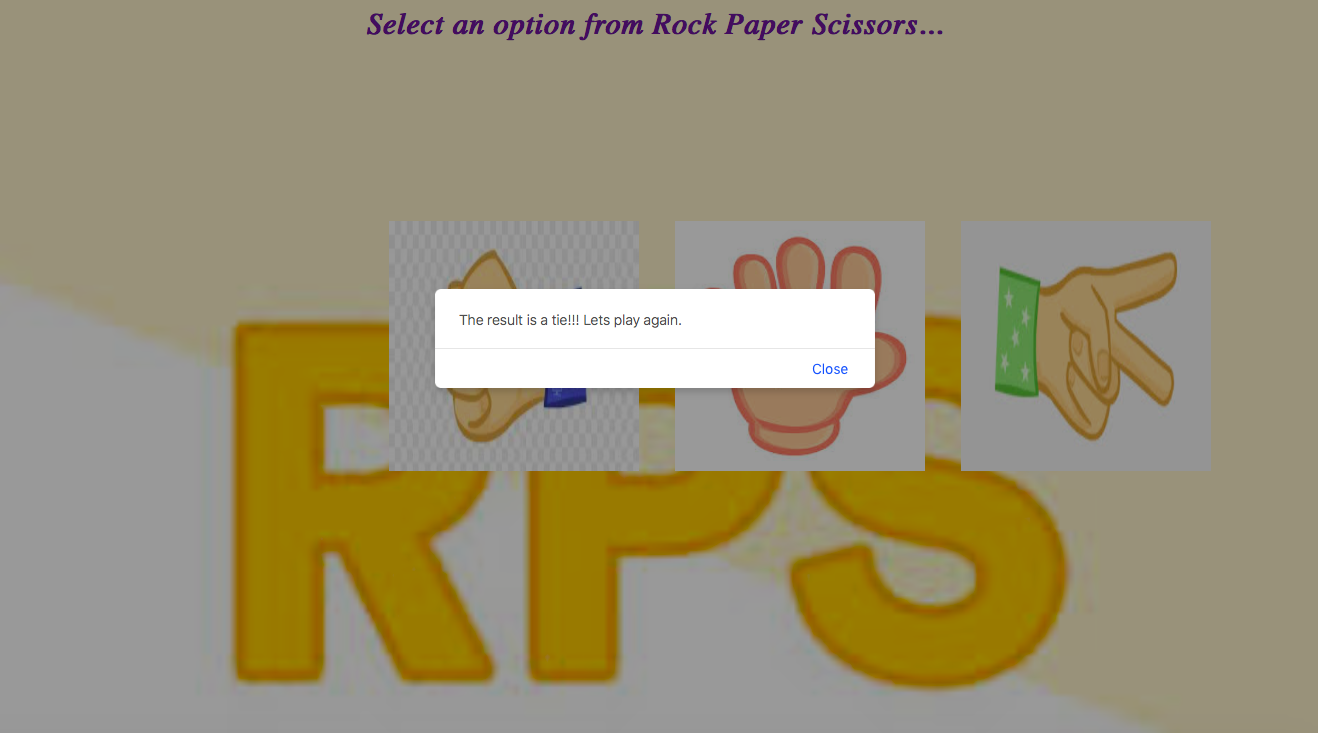 Select an option from Rock Paper Scissors...
The result is a tie!!! Lets play again.
Close
RPS